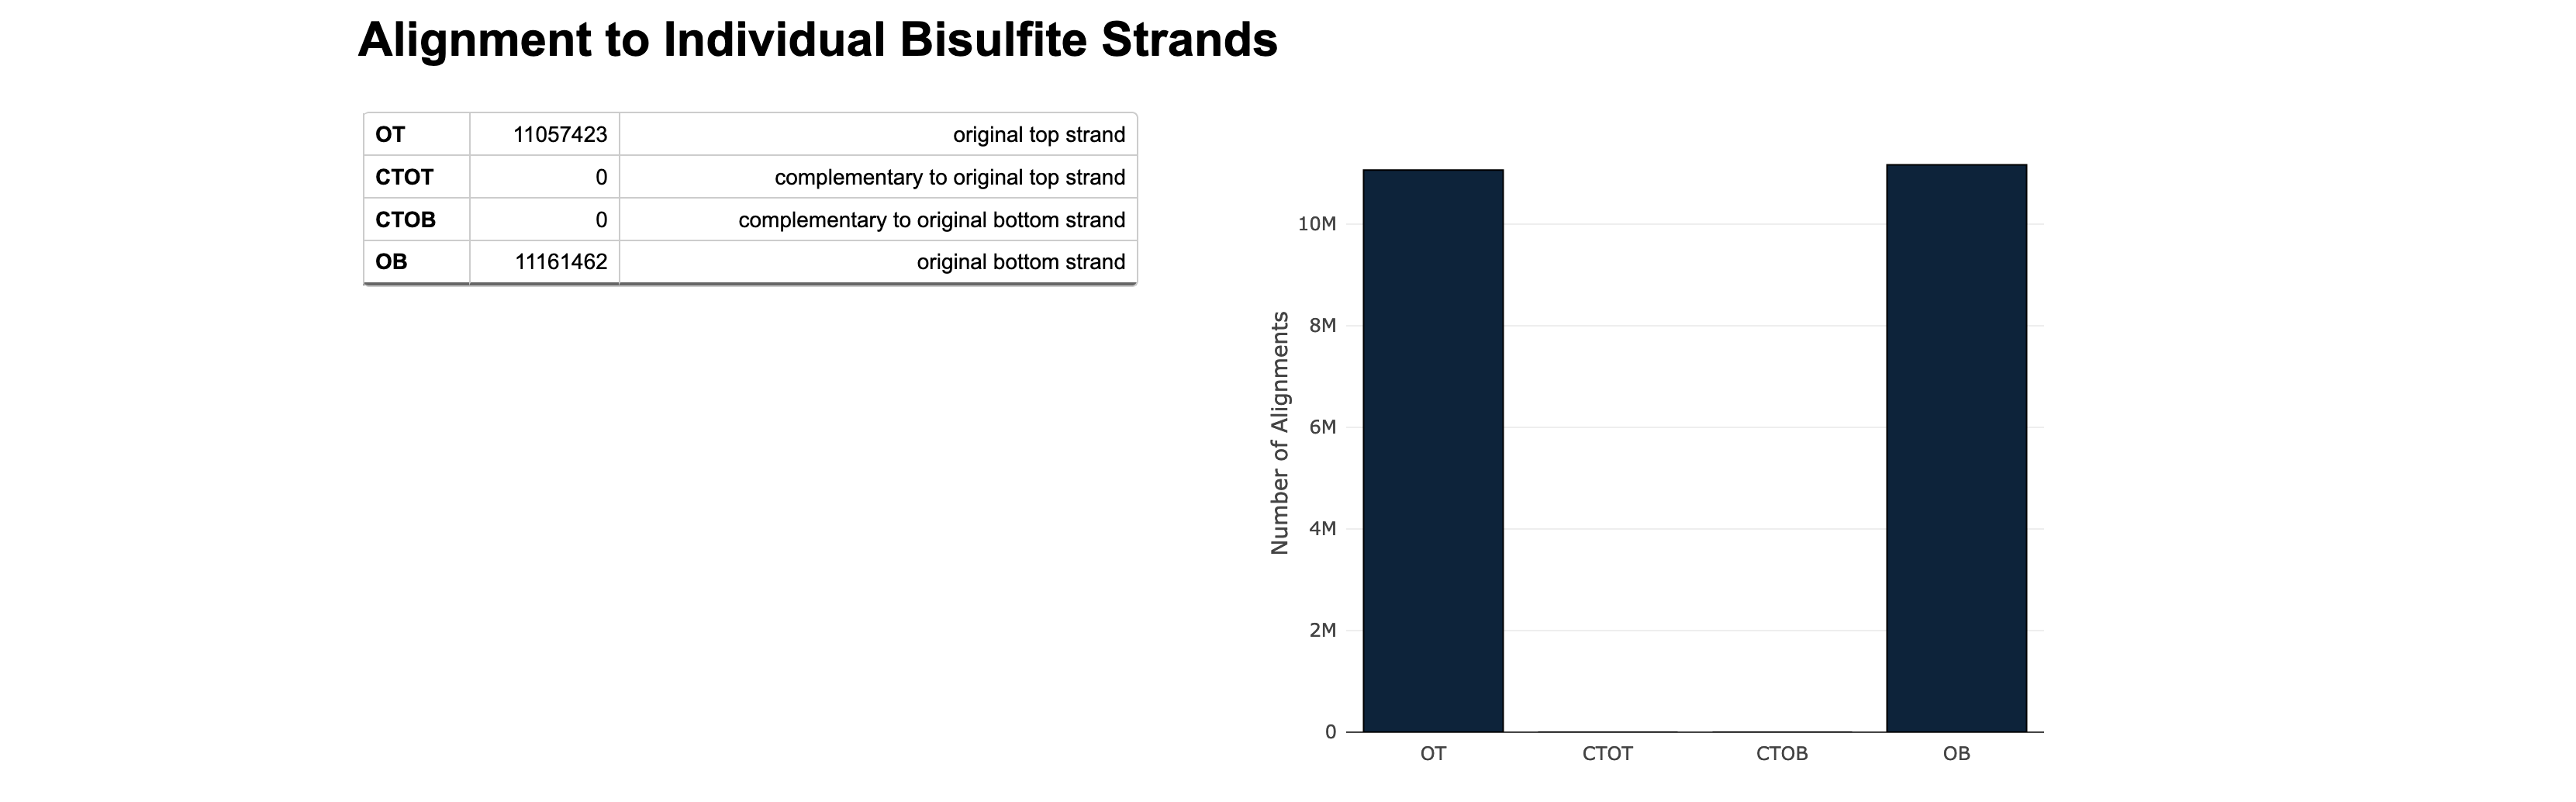 Alignment to Individual Bisulfite Strands
OT 11057423 original top strand
CTOT 0 complementary to original top strand
CTOB 0 complementary to original bottom strand
OB 11161462 original bottom strand
Number of Alignments
10M
8M
6M
4M
2M
0
OT CTOT CTOB OB